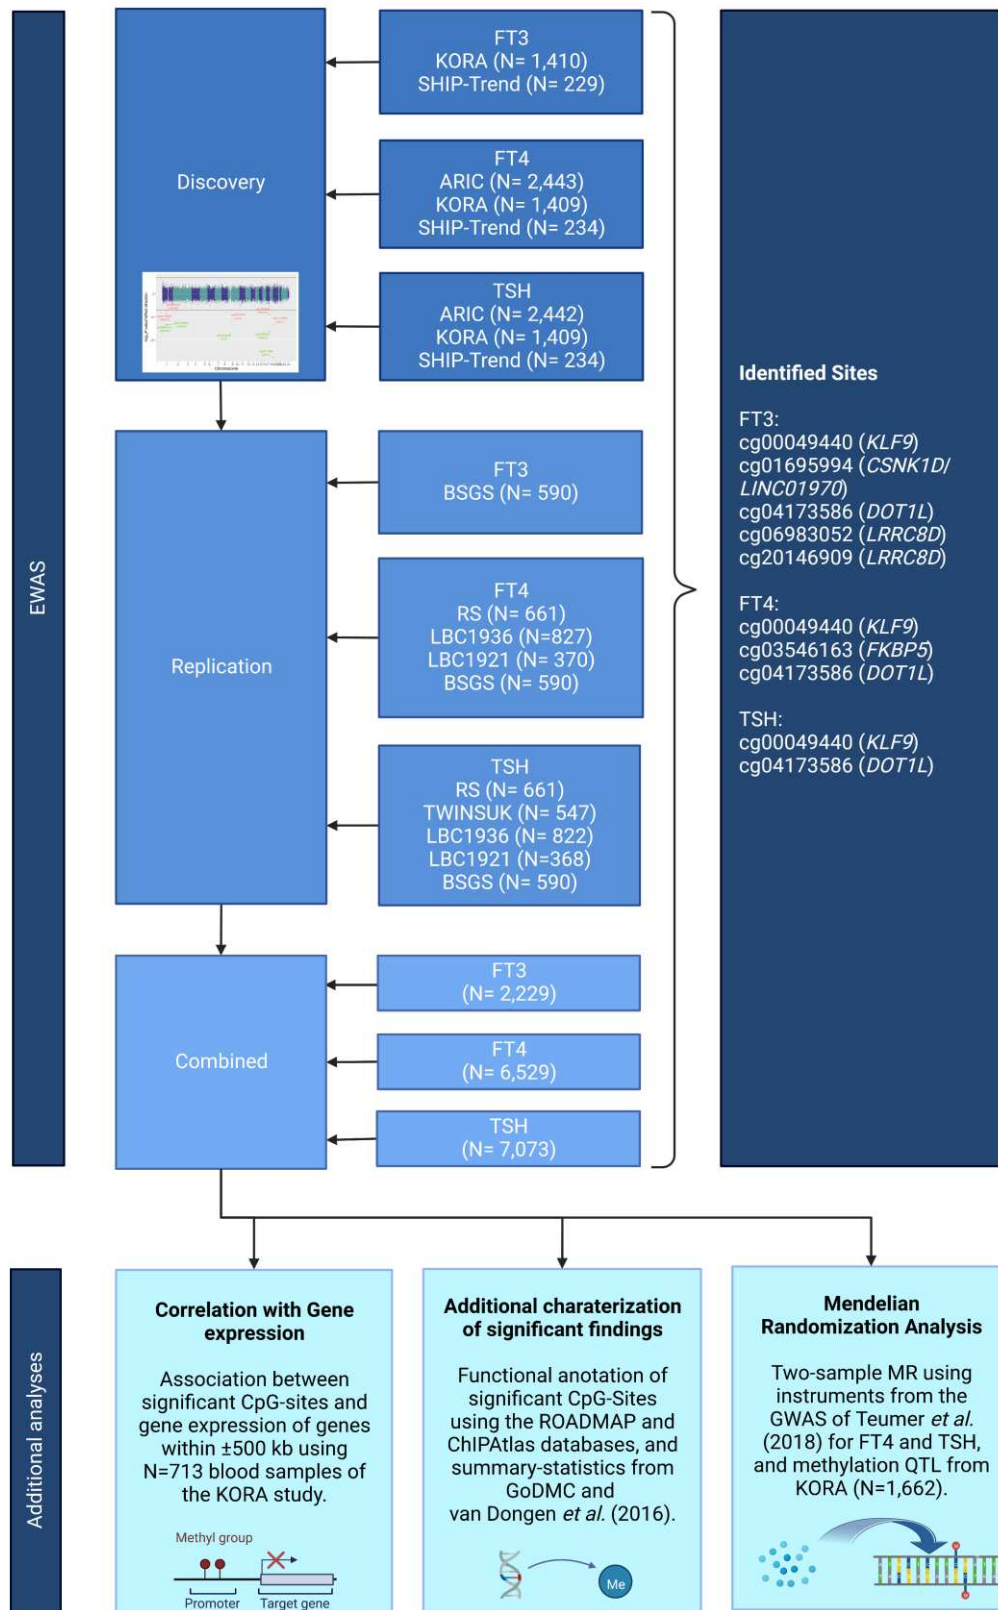 EWAS
Discovery
Chromosome
FT3
KORA (N= 1,410)
SHIP-Trend (N= 229)
FT4
ARIC (N= 2,443)
KORA (N= 1,409)
SHIP-Trend (N= 234)
TSH
ARIC (N= 2,442)
KORA (N= 1,409)
SHIP-Trend (N= 234)
Replication
FT3
BSGS (N= 590)
FT4
RS (N= 661)
LBC1936 (N=827)
LBC1921 (N= 370)
BSGS (N= 590)
TSH
RS (N= 661)
TWINSUK (N= 547)
LBC1936 (N= 822)
LBC1921 (N=368)
BSGS (N= 590)
Combined
FT3
(N= 2,229)
FT4
(N= 6,529)
TSH
(N= 7,073)
Identified Sites
FT3:
cg00049440 (KLF9)
cg01695994 (CSNK1D/
LINC01970)
cg04173586 (DOT1L)
cg06983052 (LRRC8D)
cg20146909 (LRRC8D)
FT4:
cg00049440 (KLF9)
cg03546163 (FKBP5)
cg04173586 (DOT1L)
TSH:
cg00049440 (KLF9)
cg04173586 (DOT1L)
Additional analyses
Correlation with Gene
expression
Association between
significant CpG-sites and
gene expression of genes
within ±500 kb using
N=713 blood samples of
the KORA study.
Methyl group
Promoter
Target gene
Additional charaterization
of significant findings
Functional anotation of
significant CpG-Sites
using the ROADMAP and
ChIPAtlas databases, and
summary-statistics from
GoDMC and
van Dongen et al. (2016).
Me
Mendelian
Randomization Analysis
Two-sample MR using
instruments from the
GWAS of Teumer et al.
(2018) for FT4 and TSH,
and methylation QTL from
KORA (N=1,662).